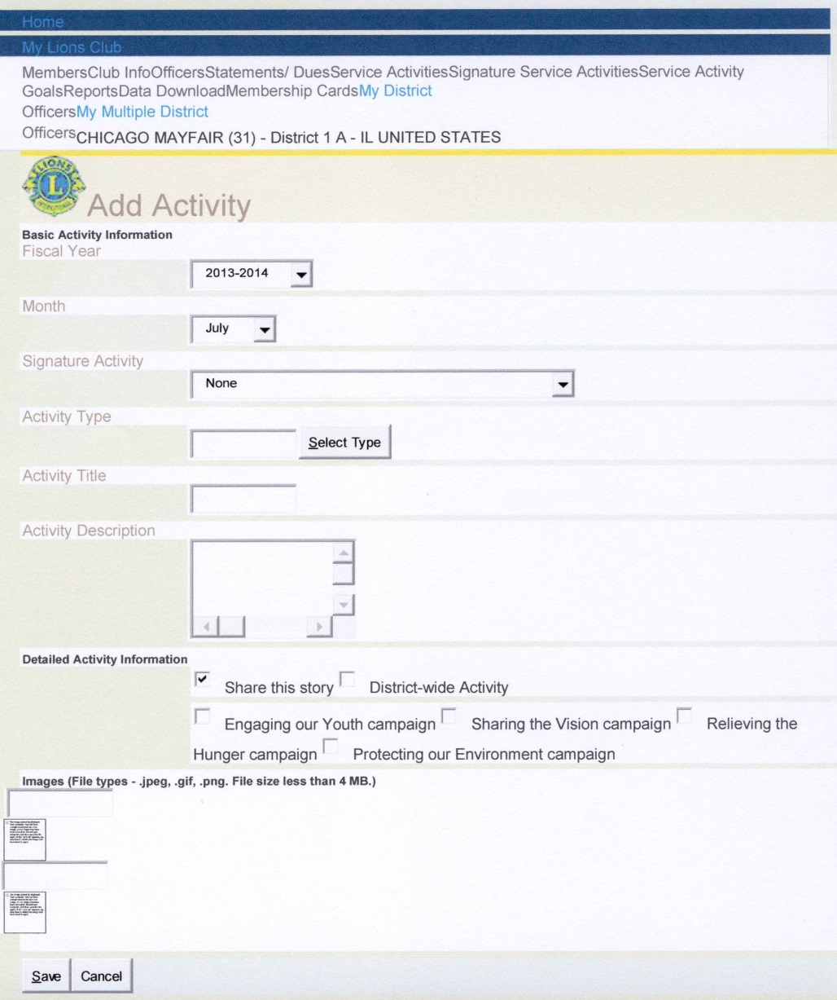 Home
My Lions Club
MembersClub InfoOfficersStatements/ DuesService ActivitiesSignature Service ActivitiesService Activity
GoalsReportsData DownloadMembership CardsMy District
OfficersMy Multiple District
OfficersCHICAGO MAYFAIR (31) - District 1 A - IL UNITED STATES
LIONS
L
INTERNATIONAL
Add Activity
Basic Activity Information
Fiscal Year
2013-2014
Month
July
Signature Activity
None
Activity Type
Select Type
Activity Title
Activity Description
Detailed Activity Information
Share this story District-wide Activity
Engaging our Youth campaign Sharing the Vision campaign Relieving the
Hunger campaign Protecting our Environment campaign
Images (File types - .jpeg, .gif, .png. File size less than 4 MB.)
Save Cancel